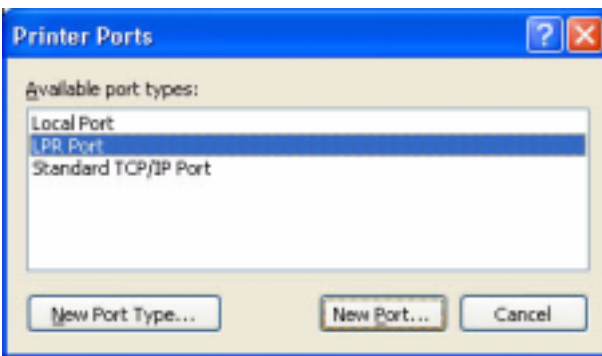 Printer Ports
Available port types:
Local Port
LPR Port
Standard TCP/IP Port
New Port Type... New Port... Cancel